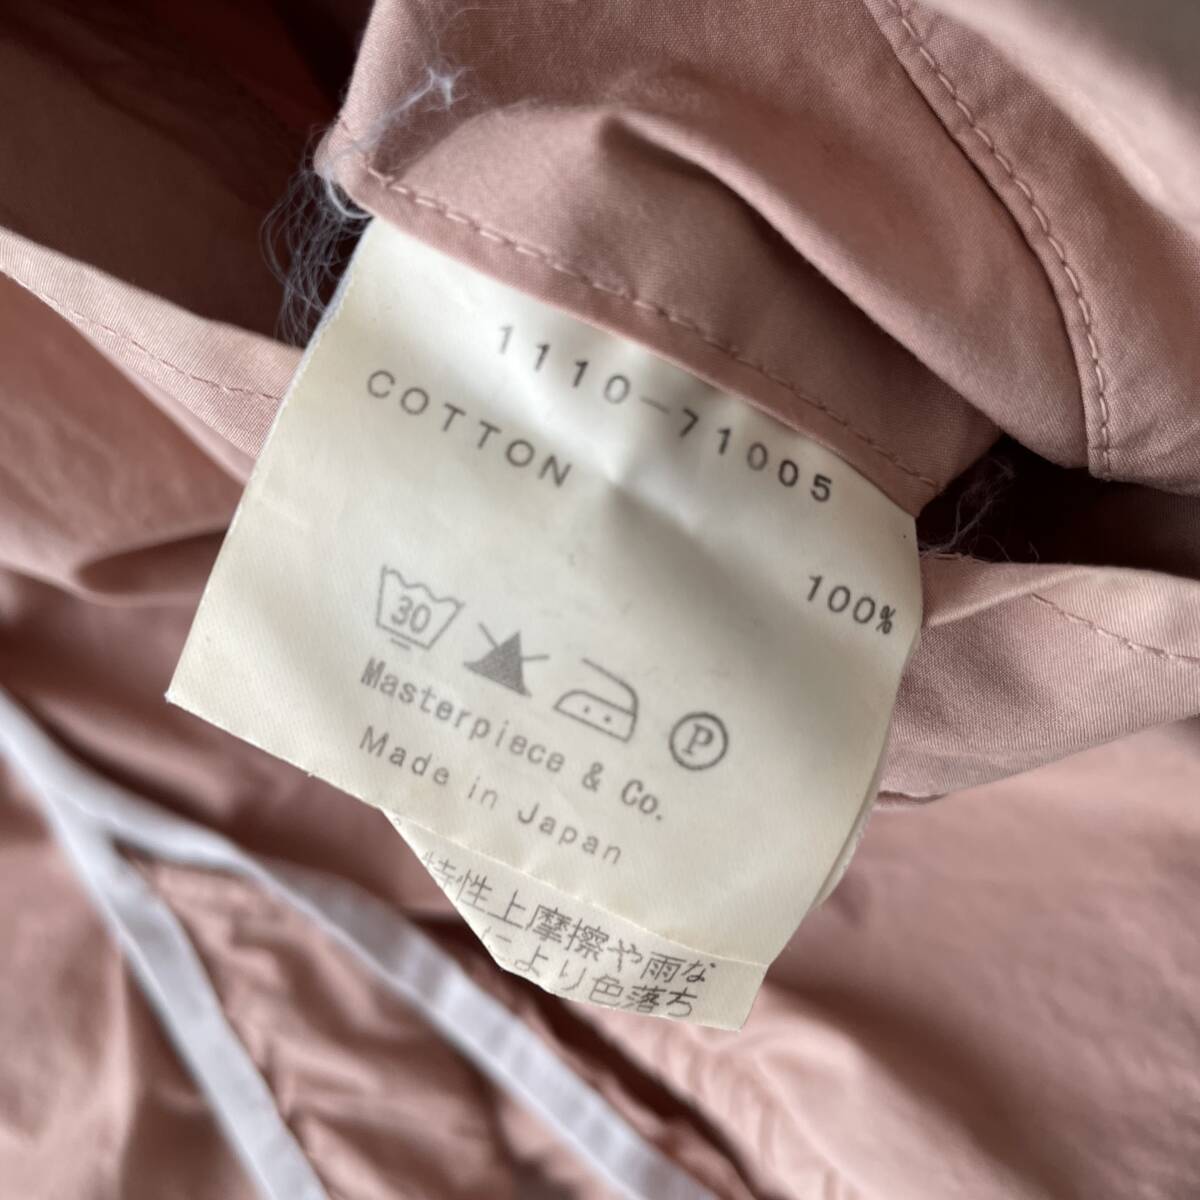 1110-71005
COTTON 100%
30
P
Masterpiece & Co.
Made in Japan
特性上摩擦や雨な
により色落ち